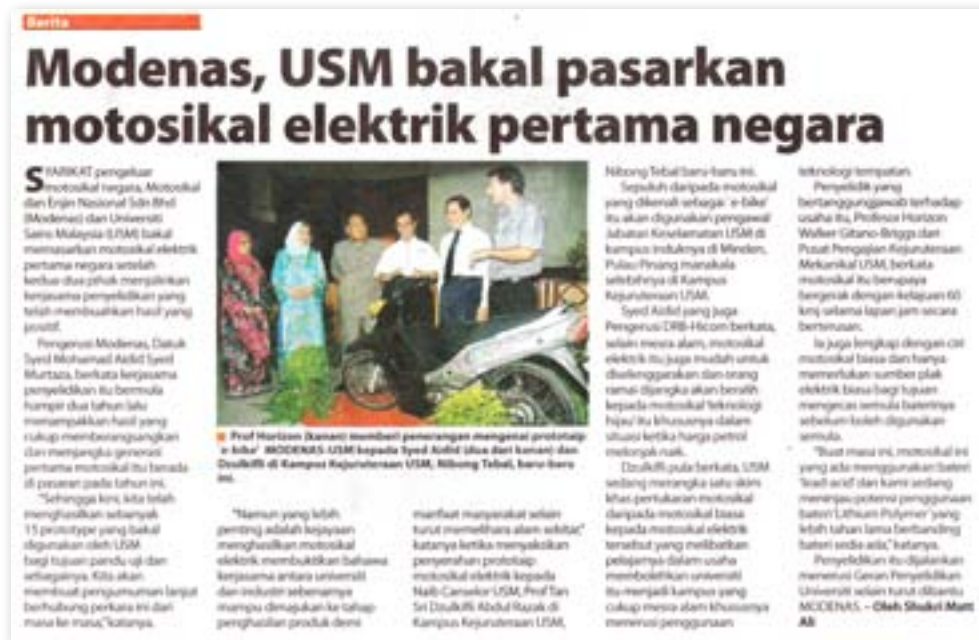 Berita
Modenas, USM bakal pasarkan
motosikal elektrik pertama negara
SYARIKAT pengeluar
motosikal negara, Motosikal
dan Enjin Nasional Sdn Bhd
(Modenas) dan Universiti
Sains Malaysia (USM) bakal
memasarkan motosikal elektrik
pertama negara setelah
kedua-dua pihak menjalinkan
kerjasama penyelidikan yang
telah membuahkan hasil yang
positif.
Pengerusi Modenas, Datuk
Syed Mohamad Aidid Syed
Murtaza, berkata kerjasama
penyelidikan itu bermula
hampir dua tahun lalu
menampakkan hasil yang
cukup memberangsangkan
dan menjangka generasi
pertama motosikal itu berada
di pasaran pada tahun ini.
"Sehingga kini, kita telah
menghasilkan sebanyak
15 prototype yang bakal
digunakan oleh USM
bagi tujuan pandu uji dan
sebagainya. Kita akan
membuat pengumuman lanjut
berhubung perkara ini dari
masa ke masa," katanya.
Prof Horizon (kanan) memberi penerangan mengenai prototaip
'e-bike' MODENAS-USM kepada Syed Aidid (dua dari kanan) dan
Dzulkifli di Kampus Kejuruteraan USM, Nibong Tebal, baru-baru
ini.
"Namun yang lebih
penting adalah kejayaan
menghasilkan motosikal
elektrik membuktikan bahawa
kerjasama antara universiti
dan industri sebenarnya
mampu dimajukan ke tahap
penghasilan produk demi
manfaat masyarakat selain
turut memelihara alam sekitar,"
katanya ketika menyaksikan
penyerahan prototaip
motosikal elektrik kepada
Naib Canselor USM, Prof Tan
Sri Dzulkifli Abdul Razak di
Kampus Kejuruteraan USM,
Nibong Tebal baru-baru ini.
Sepuluh daripada motosikal
yang dikenali sebagai 'e-bike'
itu akan digunakan pengawal
Jabatan Keselamatan USM di
kampus induknya di Minden,
Pulau Pinang manakala
selebihnya di Kampus
Kejuruteraan USM.
Syed Aidid yang juga
Pengerusi DRB-Hicom berkata,
selain mesra alam, motosikal
elektrik itu juga mudah untuk
diselenggarakan dan orang
ramai dijangka akan beralih
kepada motosikal 'teknologi
hijau' itu khususnya dalam
situasi ketika harga petrol
melonjak naik.
Dzulkifli pula berkata, USM
sedang merangka satu skim
khas pertukaran motosikal
daripada motosikal biasa
kepada motosikal elektrik
tersebut yang melibatkan
pelajarnya dalam usaha
membolehkan universiti
itu menjadi kampus yang
cukup mesra alam khususnya
menerusi penggunaan
teknologi tempatan.
Penyelidik yang
bertanggungjawab terhadap
usaha itu, Profesor Horizon
Walker Gitano-Briggs dari
Pusat Pengajian Kejuruteraan
Mekanikal USM, berkata
motosikal itu berupaya
bergerak dengan kelajuan 60
kmj selama lapan jam secara
berterusan.
Ia juga lengkap dengan ciri
motosikal biasa dan hanya
memerlukan sumber plak
elektrik biasa bagi tujuan
mengecas semula baterinya
sebelum boleh digunakan
semula.
"Buat masa ini, motosikal ini
yang ada menggunakan bateri
'lead-acid' dan kami sedang
meninjau potensi penggunaan
bateri 'Lithium Polymer' yang
lebih tahan lama berbanding
bateri sedia ada," katanya.
Penyelidikan itu dijalankan
menerusi Geran Penyelidikan
Universiti selain turut dibantu
MODENAS. – Oleh Shukri Matt
Ali